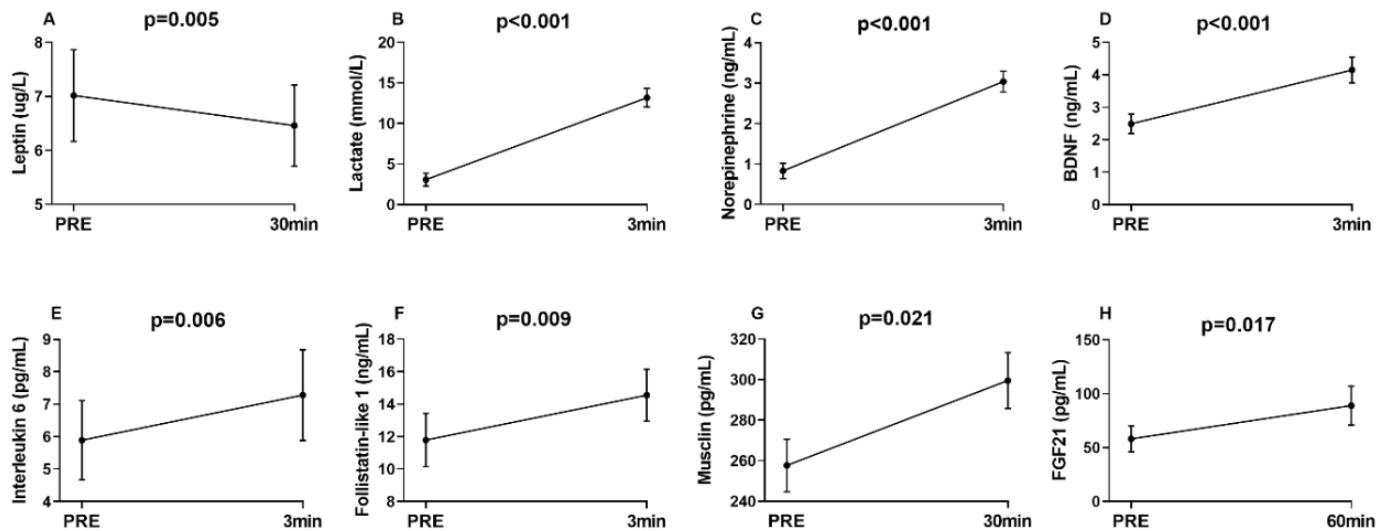 A
p=0.005
Leptin (ug/L)
8
7
6
5
PRE
30min
B
p<0.001
Lactate (mmol/L)
20
15
10
5
0
PRE
3min
C
p<0.001
Norepinephrine (ng/mL)
4
3
2
1
0
PRE
3min
D
p<0.001
BDNF (ng/mL)
5
4
3
2
1
0
PRE
3min
E
p=0.006
Interleukin 6 (pg/mL)
9
8
7
6
5
4
PRE
3min
F
p=0.009
Follistatin-like 1 (ng/mL)
18
16
14
12
10
8
PRE
3min
G
p=0.021
Musclin (pg/mL)
320
300
280
260
240
PRE
30min
H
p=0.017
FGF21 (pg/mL)
150
100
50
0
PRE
60min